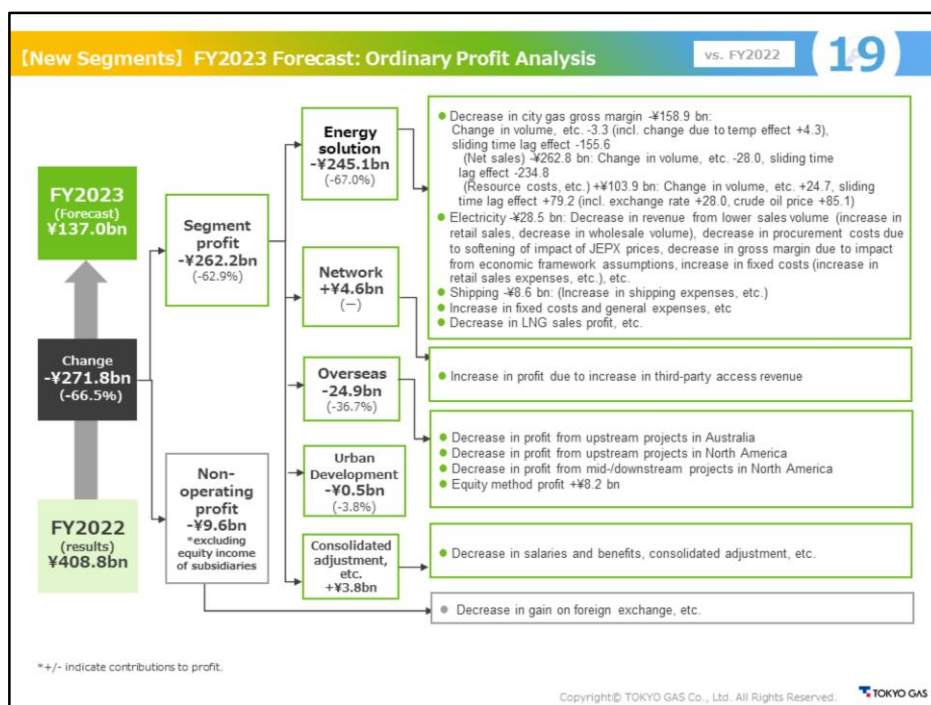 【New Segments】 FY2023 Forecast: Ordinary Profit Analysis
vs. FY2022
19
FY2023
(Forecast)
¥137.0bn
Change
-¥271.8bn
(-66.5%)
FY2022
(results)
¥408.8bn
Segment
profit
-¥262.2bn
(-62.9%)
Non-
operating
profit
-¥9.6bn
*excluding
equity income
of subsidiaries
Energy
solution
-¥245.1bn
(-67.0%)
Network
+¥4.6bn
(—)
Overseas
-24.9bn
(-36.7%)
Urban
Development
-¥0.5bn
(-3.8%)
Consolidated
adjustment,
etc.
+¥3.8bn
● Decrease in city gas gross margin -¥158.9 bn:
Change in volume, etc. -3.3 (incl. change due to temp effect +4.3),
sliding time lag effect -155.6
(Net sales) -¥262.8 bn: Change in volume, etc. -28.0, sliding time
lag effect -234.8
(Resource costs, etc.) +¥103.9 bn: Change in volume, etc. +24.7, sliding
time lag effect +79.2 (incl. exchange rate +28.0, crude oil price +85.1)
● Electricity -¥28.5 bn: Decrease in revenue from lower sales volume (increase in
retail sales, decrease in wholesale volume), decrease in procurement costs due
to softening of impact of JEPX prices, decrease in gross margin due to impact
from economic framework assumptions, increase in fixed costs (increase in
retail sales expenses, etc.), etc.
● Shipping -¥8.6 bn: (Increase in shipping expenses, etc.)
● Increase in fixed costs and general expenses, etc
● Decrease in LNG sales profit, etc.
● Increase in profit due to increase in third-party access revenue
● Decrease in profit from upstream projects in Australia
● Decrease in profit from upstream projects in North America
● Decrease in profit from mid-/downstream projects in North America
● Equity method profit +¥8.2 bn
● Decrease in salaries and benefits, consolidated adjustment, etc.
● Decrease in gain on foreign exchange, etc.
*+/- indicate contributions to profit.
Copyright© TOKYO GAS Co., Ltd. All Rights Reserved.
TOKYO GAS